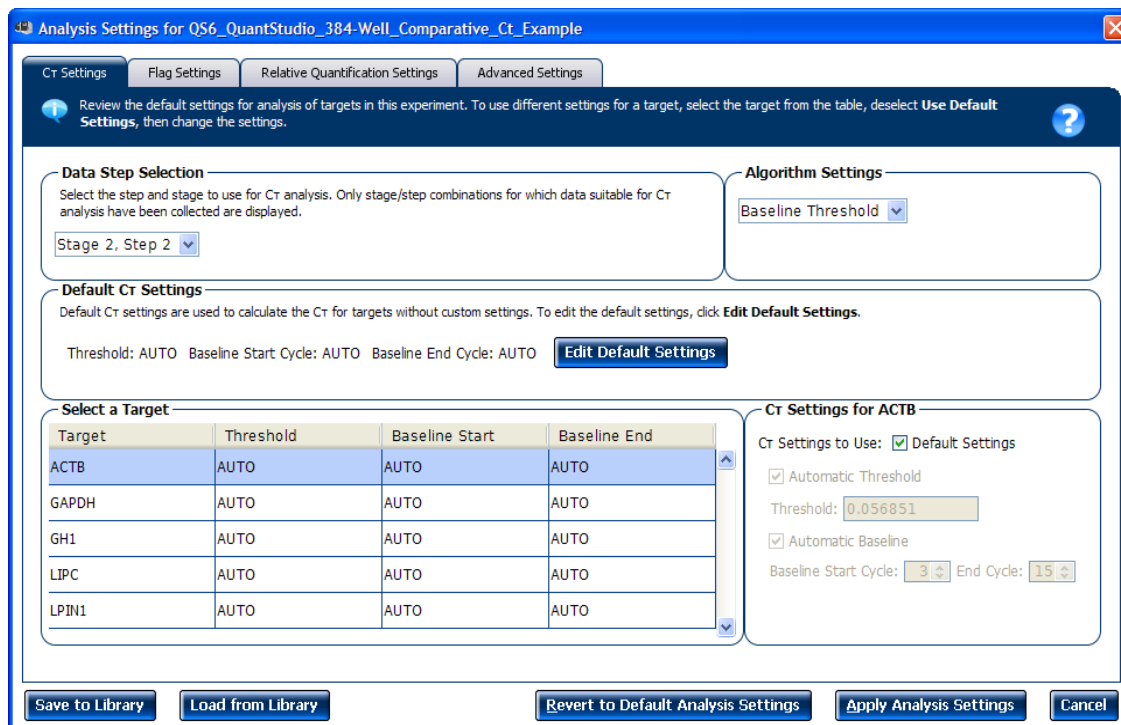 Analysis Settings for QS6_QuantStudio_384-Well_Comparative_Ct_Example
Cᴛ Settings
Flag Settings
Relative Quantification Settings
Advanced Settings
Review the default settings for analysis of targets in this experiment. To use different settings for a target, select the target from the table, deselect Use Default
Settings, then change the settings.
?
Data Step Selection
Select the step and stage to use for Cᴛ analysis. Only stage/step combinations for which data suitable for Cᴛ
analysis have been collected are displayed.
Stage 2, Step 2
Algorithm Settings
Baseline Threshold
Default Cᴛ Settings
Default Cᴛ settings are used to calculate the Cᴛ for targets without custom settings. To edit the default settings, click Edit Default Settings.
Threshold: AUTO Baseline Start Cycle: AUTO Baseline End Cycle: AUTO Edit Default Settings
Select a Target
Target Threshold Baseline Start Baseline End
ACTB AUTO AUTO AUTO
GAPDH AUTO AUTO AUTO
GH1 AUTO AUTO AUTO
LIPC AUTO AUTO AUTO
LPIN1 AUTO AUTO AUTO
Cᴛ Settings for ACTB
Cᴛ Settings to Use: Default Settings
Automatic Threshold
Threshold: 0.056851
Automatic Baseline
Baseline Start Cycle: 3 End Cycle: 15
Save to Library
Load from Library
Revert to Default Analysis Settings
Apply Analysis Settings
Cancel